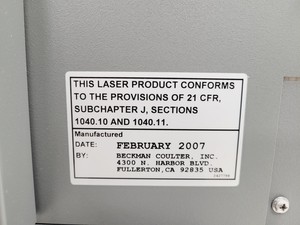 THIS LASER PRODUCT CONFORMS
TO THE PROVISIONS OF 21 CFR,
SUBCHAPTER J, SECTIONS
1040.10 AND 1040.11.
Manufactured
DATE: FEBRUARY 2007
BY: BECKMAN COULTER, INC.
4300 N. HARBOR BLVD.
FULLERTON, CA 92835 USA